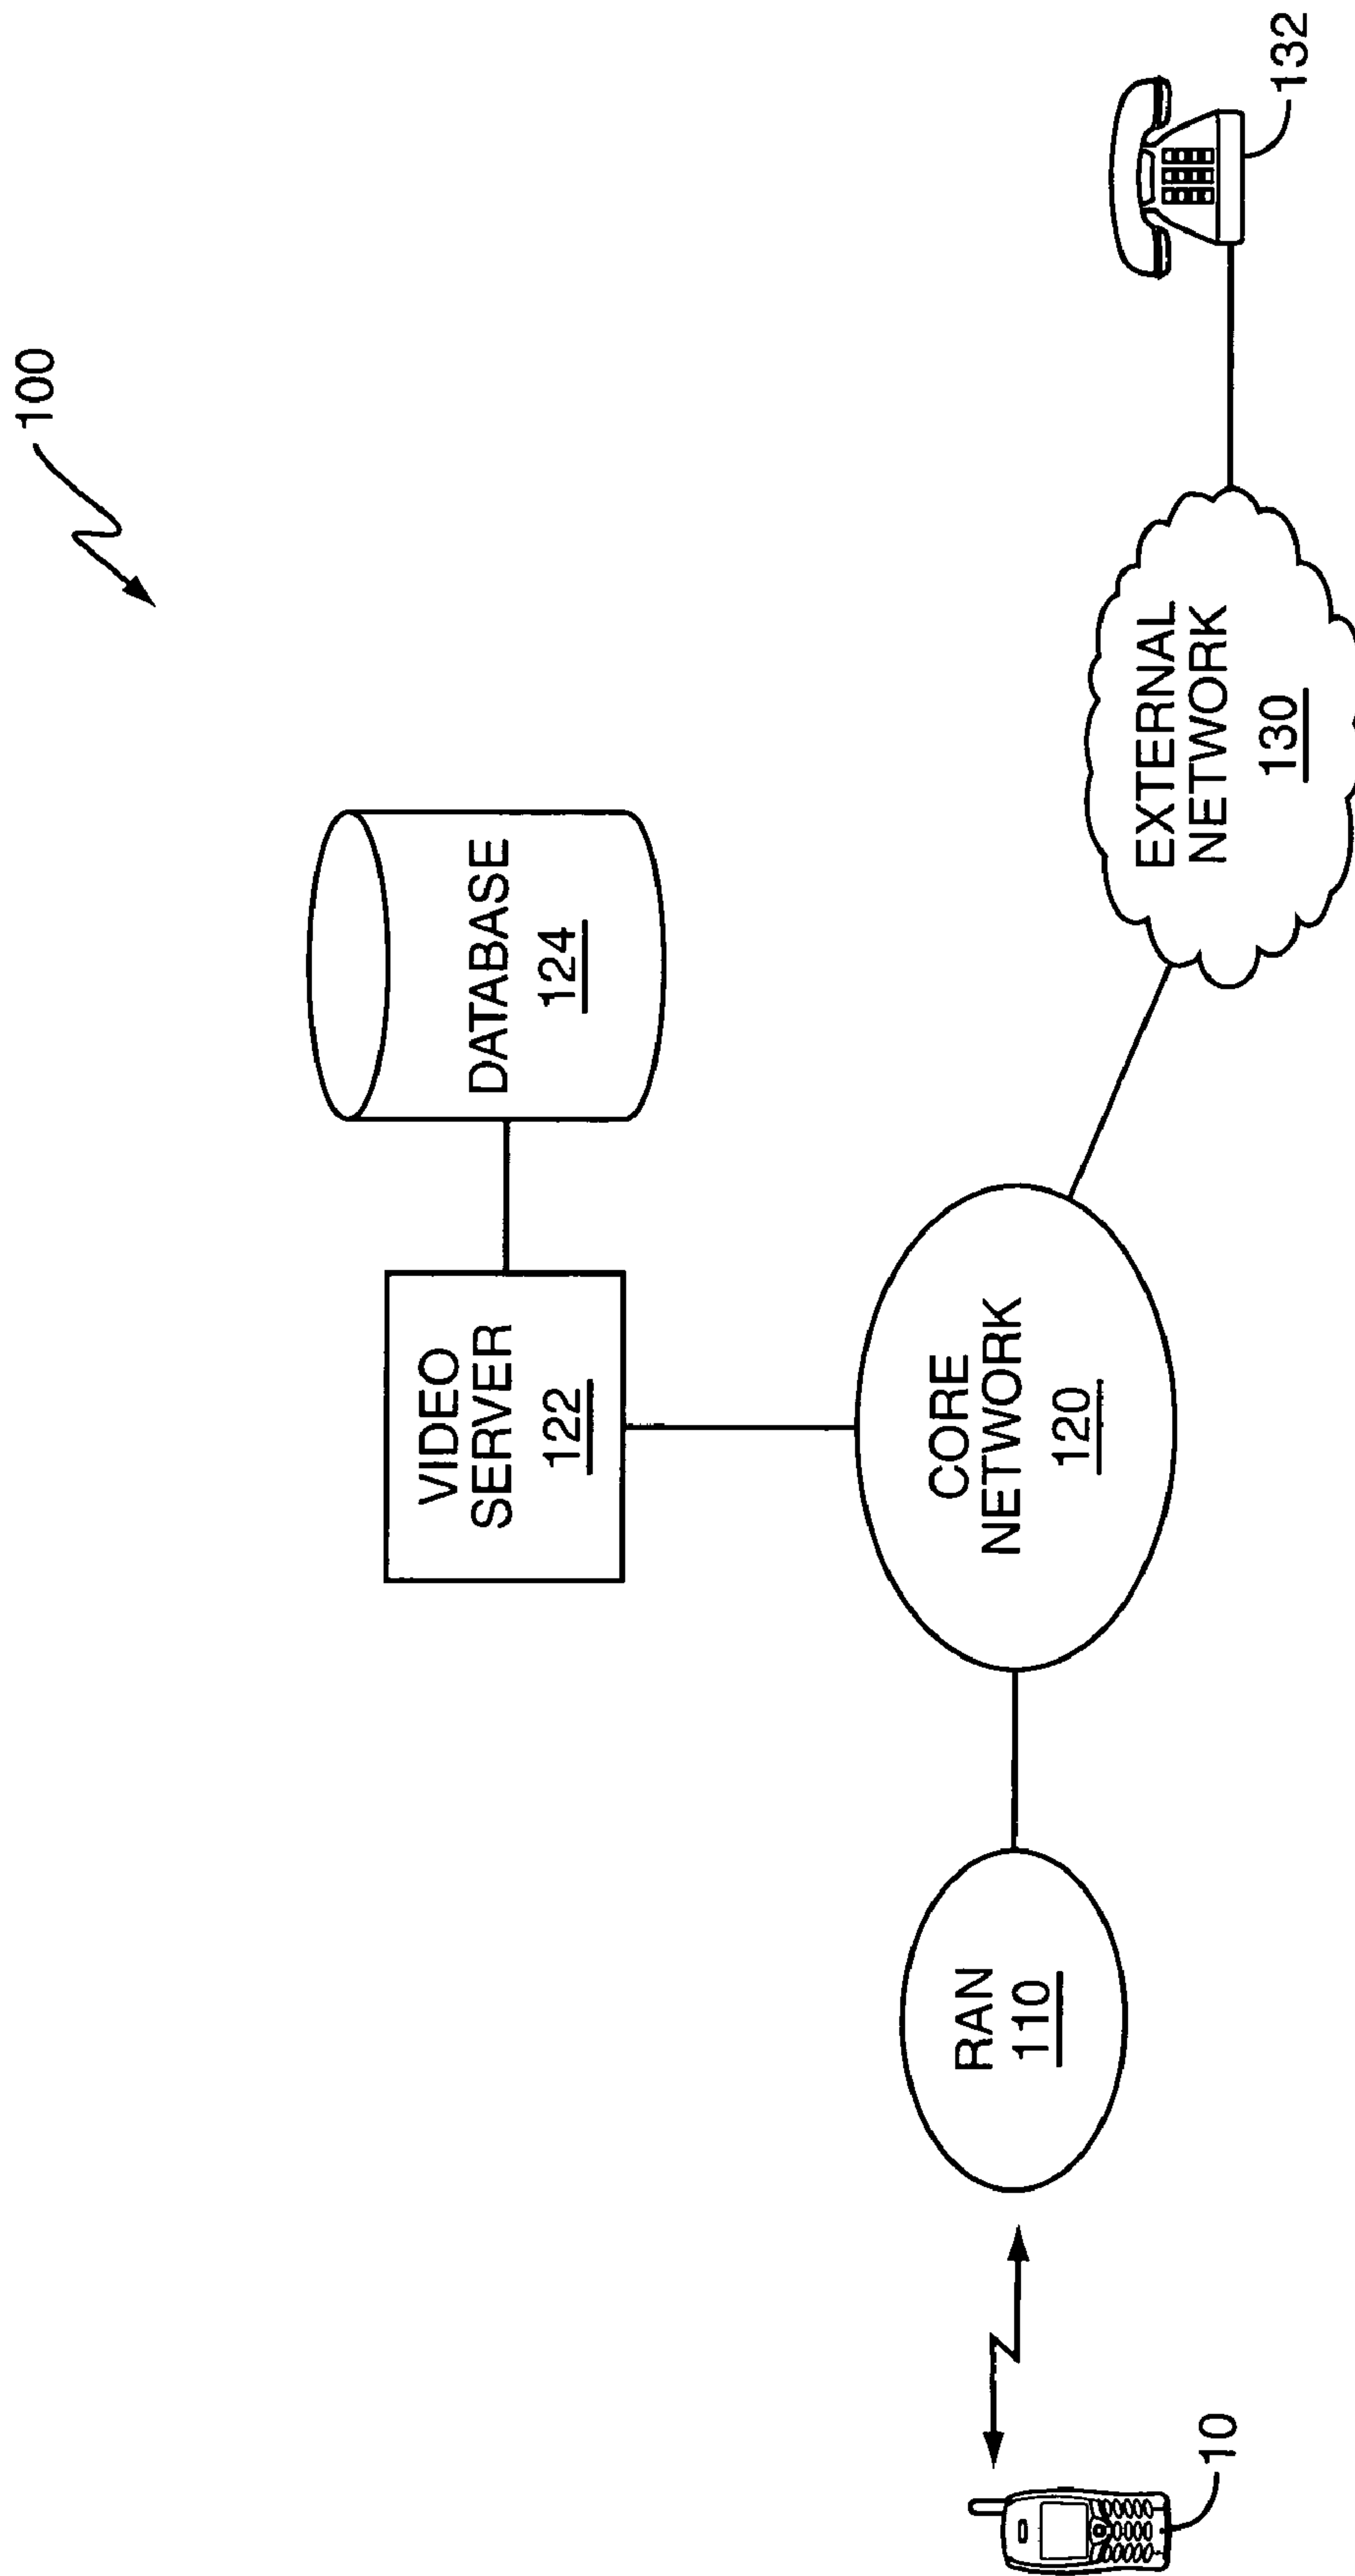 100
DATABASE
124
VIDEO
SERVER
122
CORE
NETWORK
120
RAN
110
10
EXTERNAL
NETWORK
130
132